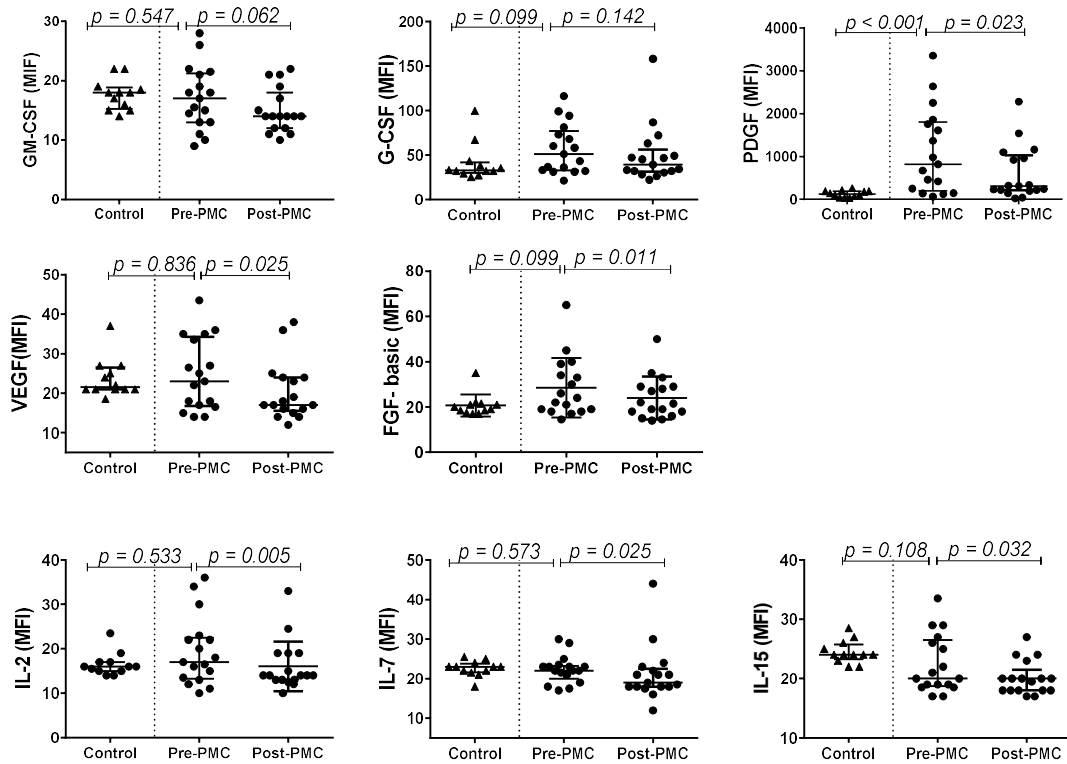 p = 0.547 p = 0.062
GM-CSF (MIF)
30
20
10
0
Control Pre-PMC Post-PMC
p = 0.099 p = 0.142
G-CSF (MFI)
200
150
100
50
0
Control Pre-PMC Post-PMC
p < 0.001 p = 0.023
PDGF (MFI)
4000
3000
2000
1000
0
Control Pre-PMC Post-PMC
p = 0.836 p = 0.025
VEGF(MFI)
50
40
30
20
10
Control Pre-PMC Post-PMC
p = 0.099 p = 0.011
FGF- basic (MFI)
80
60
40
20
0
Control Pre-PMC Post-PMC
p = 0.533 p = 0.005
IL-2 (MFI)
40
30
20
10
0
Control Pre-PMC Post-PMC
p = 0.573 p = 0.025
IL-7 (MFI)
50
40
30
20
10
Control Pre-PMC Post-PMC
p = 0.108 p = 0.032
IL-15 (MFI)
40
30
20
10
Control Pre-PMC Post-PMC